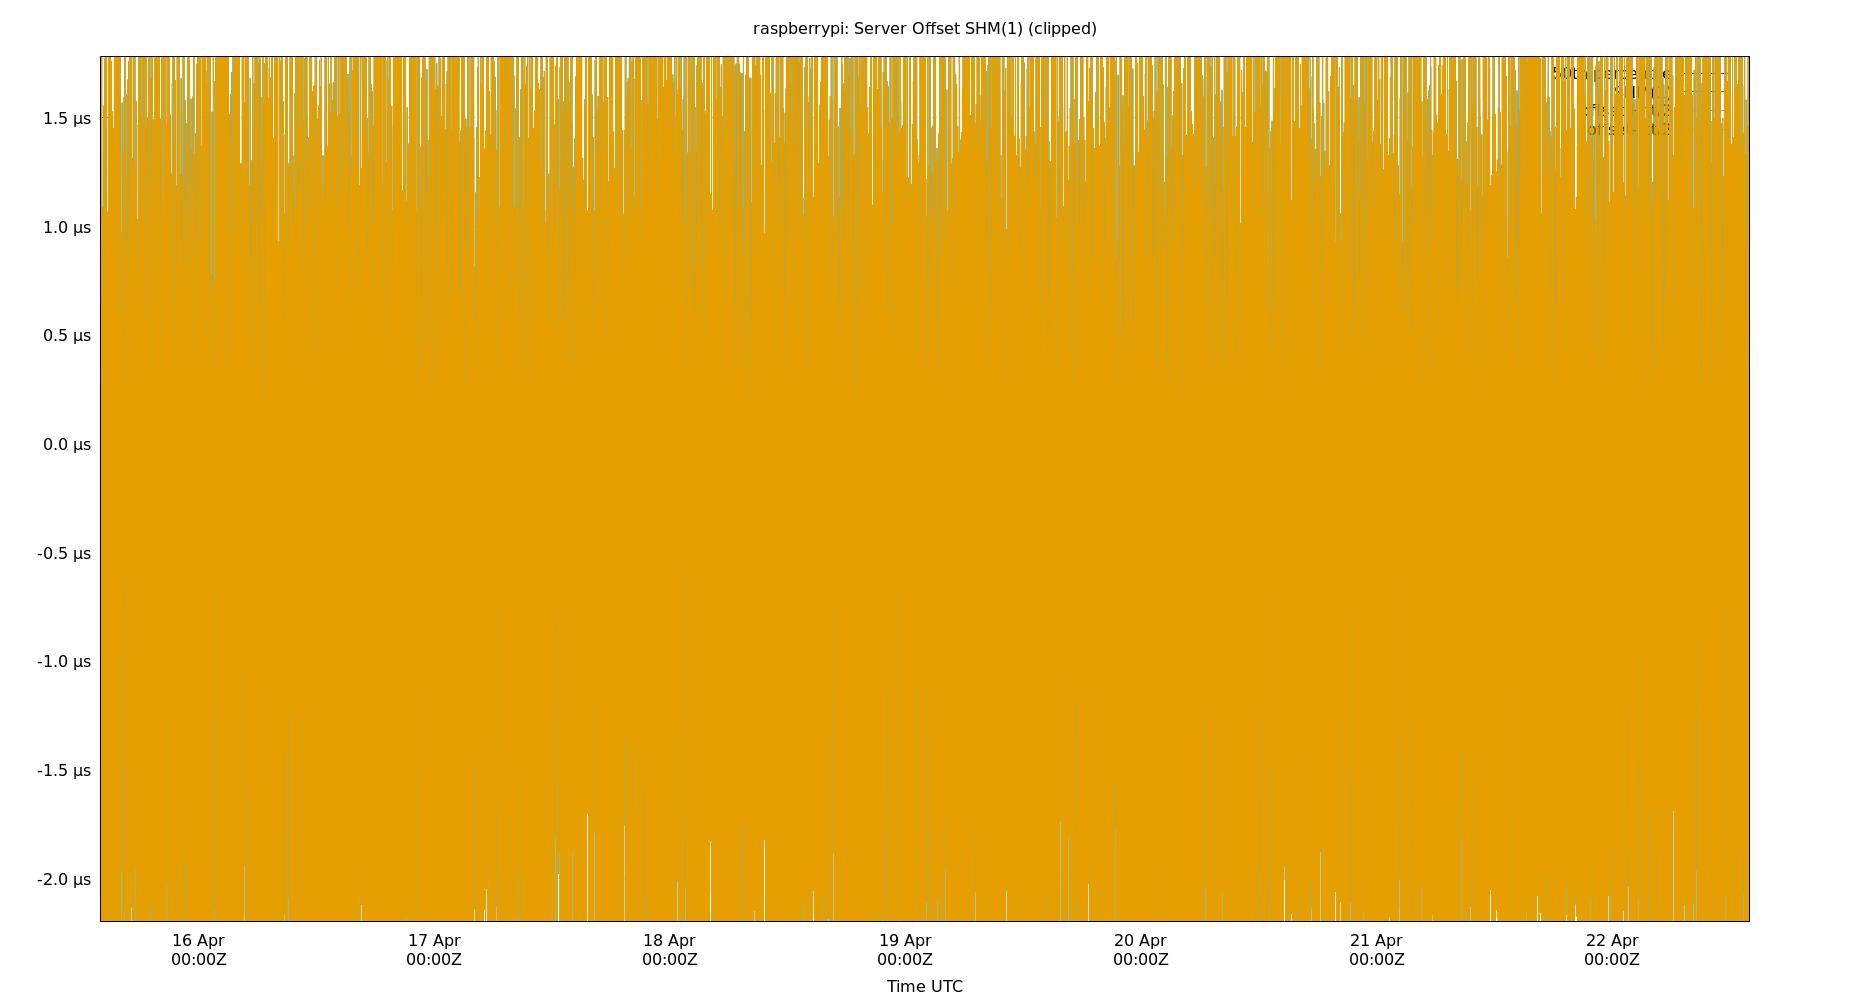 raspberrypi: Server Offset SHM(1) (clipped)
1.5 µs
1.0 µs
0.5 µs
0.0 µs
-0.5 µs
-1.0 µs
-1.5 µs
-2.0 µs
16 Apr 17 Apr 18 Apr 19 Apr 20 Apr 21 Apr 22 Apr
00:00Z 00:00Z 00:00Z 00:00Z 00:00Z 00:00Z 00:00Z
Time UTC